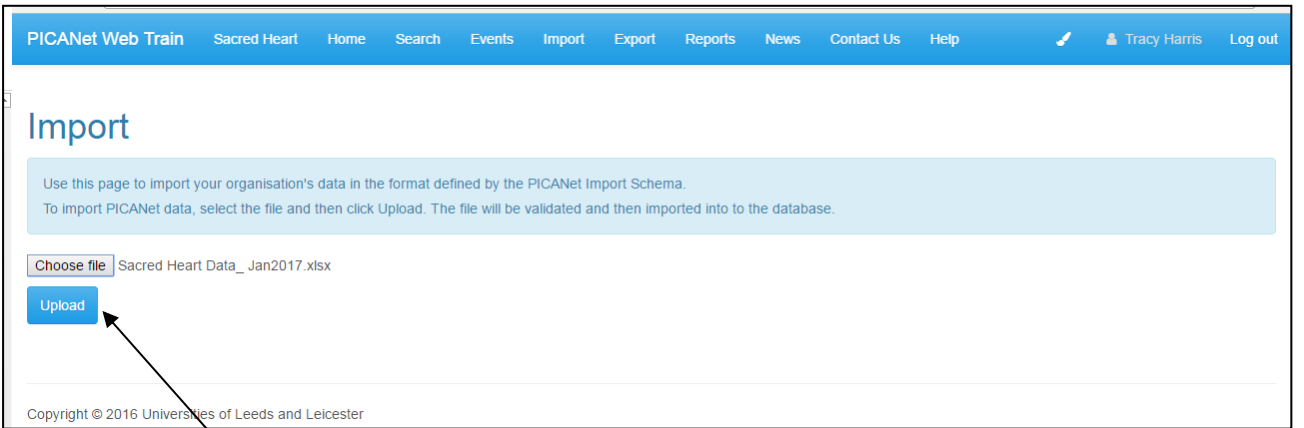 PICANet Web Train Sacred Heart Home Search Events Import Export Reports News Contact Us Help Tracy Harris Log out
Import
Use this page to import your organisation's data in the format defined by the PICANet Import Schema.
To import PICANet data, select the file and then click Upload. The file will be validated and then imported into to the database.
Choose file Sacred Heart Data_ Jan2017.xlsx
Upload
Copyright © 2016 Universities of Leeds and Leicester